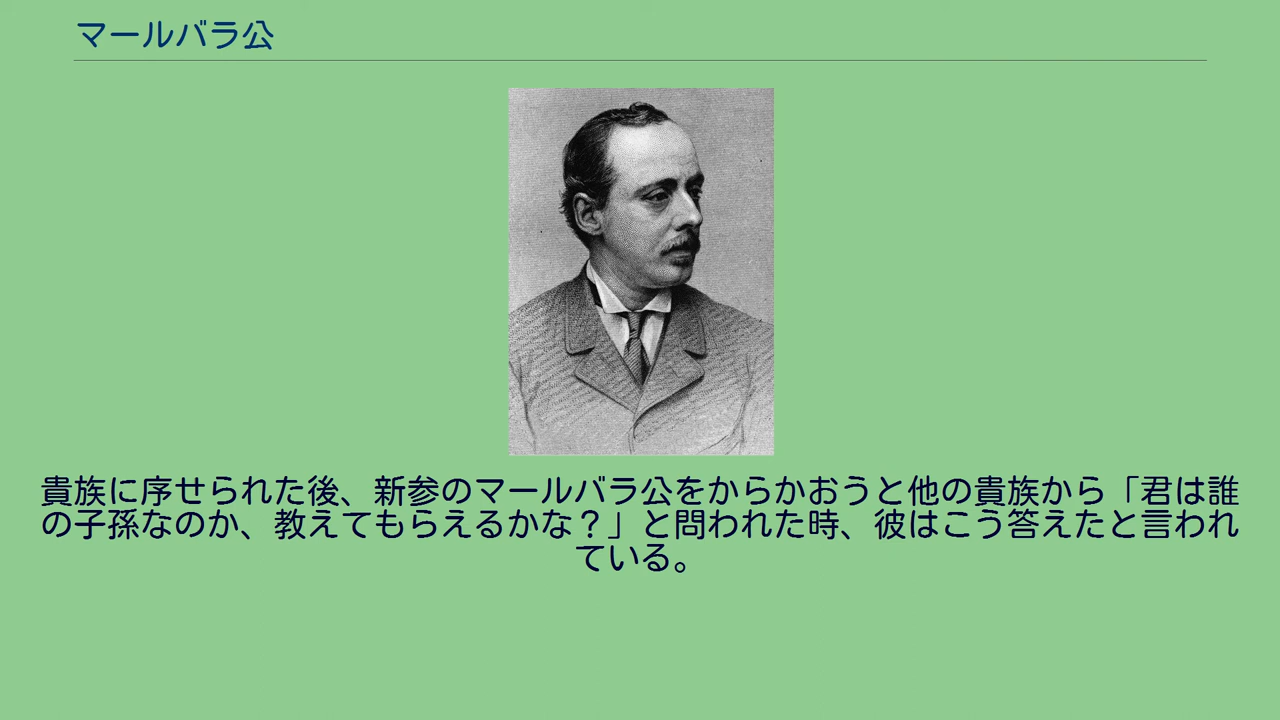 マールバラ公
貴族に序せられた後、新参のマールバラ公をからかおうと他の貴族から「君は誰
の子孫なのか、教えてもらえるかな？」と問われた時、彼はこう答えたと言われ
ている。